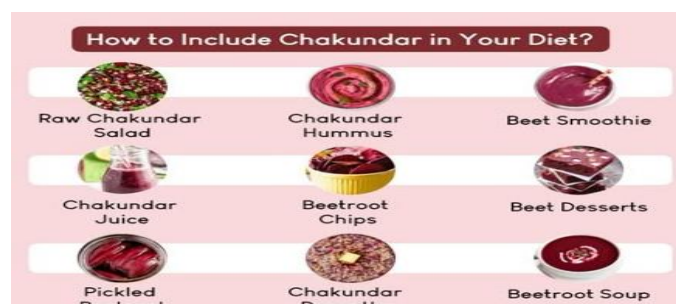 How to Include Chakundar in Your Diet?
Raw Chakundar
Salad
Chakundar
Hummus
Beet Smoothie
Chakundar
Juice
Beetroot
Chips
Beet Desserts
Pickled
Chakundar
Beetroot Soup